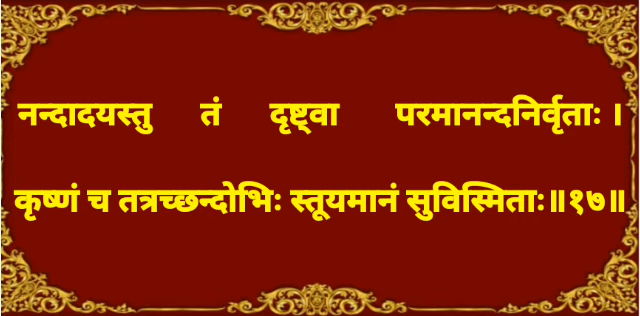 नन्दादयस्तु तं दृष्ट्वा परमानन्दनिर्वृताः ।
कृष्णं च तत्रच्छन्दोभिः स्तूयमानं सुविस्मिताः॥१७॥